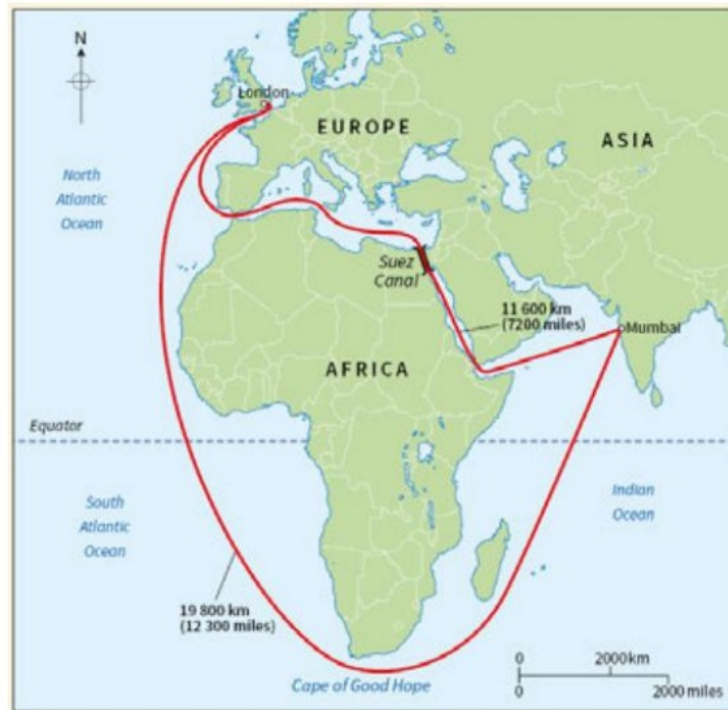 N
London
EUROPE
ASIA
North
Atlantic
Ocean
Suez
Canal
11 600 km
(7200 miles)
Mumbai
AFRICA
Equator
South
Atlantic
Ocean
Indian
Ocean
19 800 km
(12 300 miles)
Cape of Good Hope
0 2000km
0 2000 miles